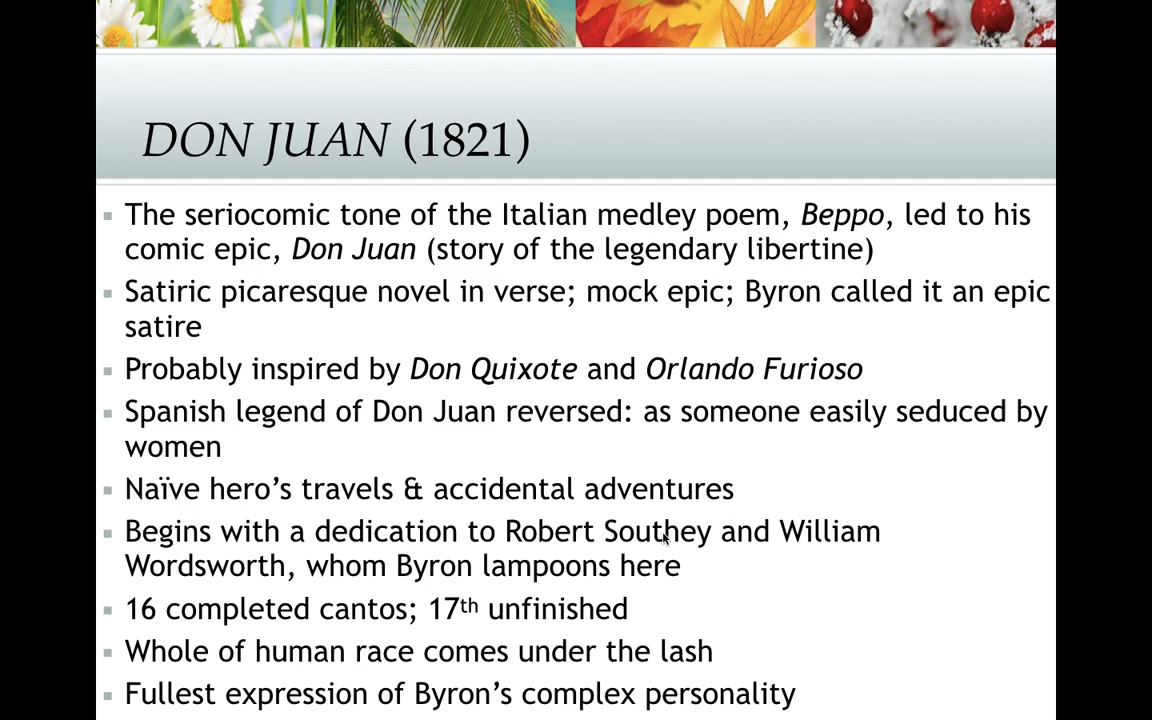 DON JUAN (1821)
The seriocomic tone of the Italian medley poem, Beppo, led to his
comic epic, Don Juan (story of the legendary libertine)
Satiric picaresque novel in verse; mock epic; Byron called it an epic
satire
Probably inspired by Don Quixote and Orlando Furioso
Spanish legend of Don Juan reversed: as someone easily seduced by
women
Naïve hero’s travels & accidental adventures
Begins with a dedication to Robert Southey and William
Wordsworth, whom Byron lampoons here
16 completed cantos; 17th unfinished
Whole of human race comes under the lash
Fullest expression of Byron’s complex personality